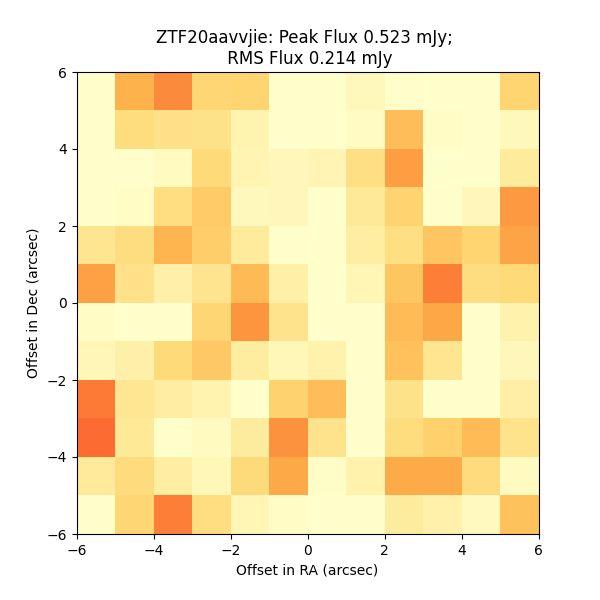 ZTF20aavvjie: Peak Flux 0.523 mJy;
RMS Flux 0.214 mJy
6
4
2
0
−2
−4
−6
Offset in Dec (arcsec)
−6 −4 −2 0 2 4 6
Offset in RA (arcsec)